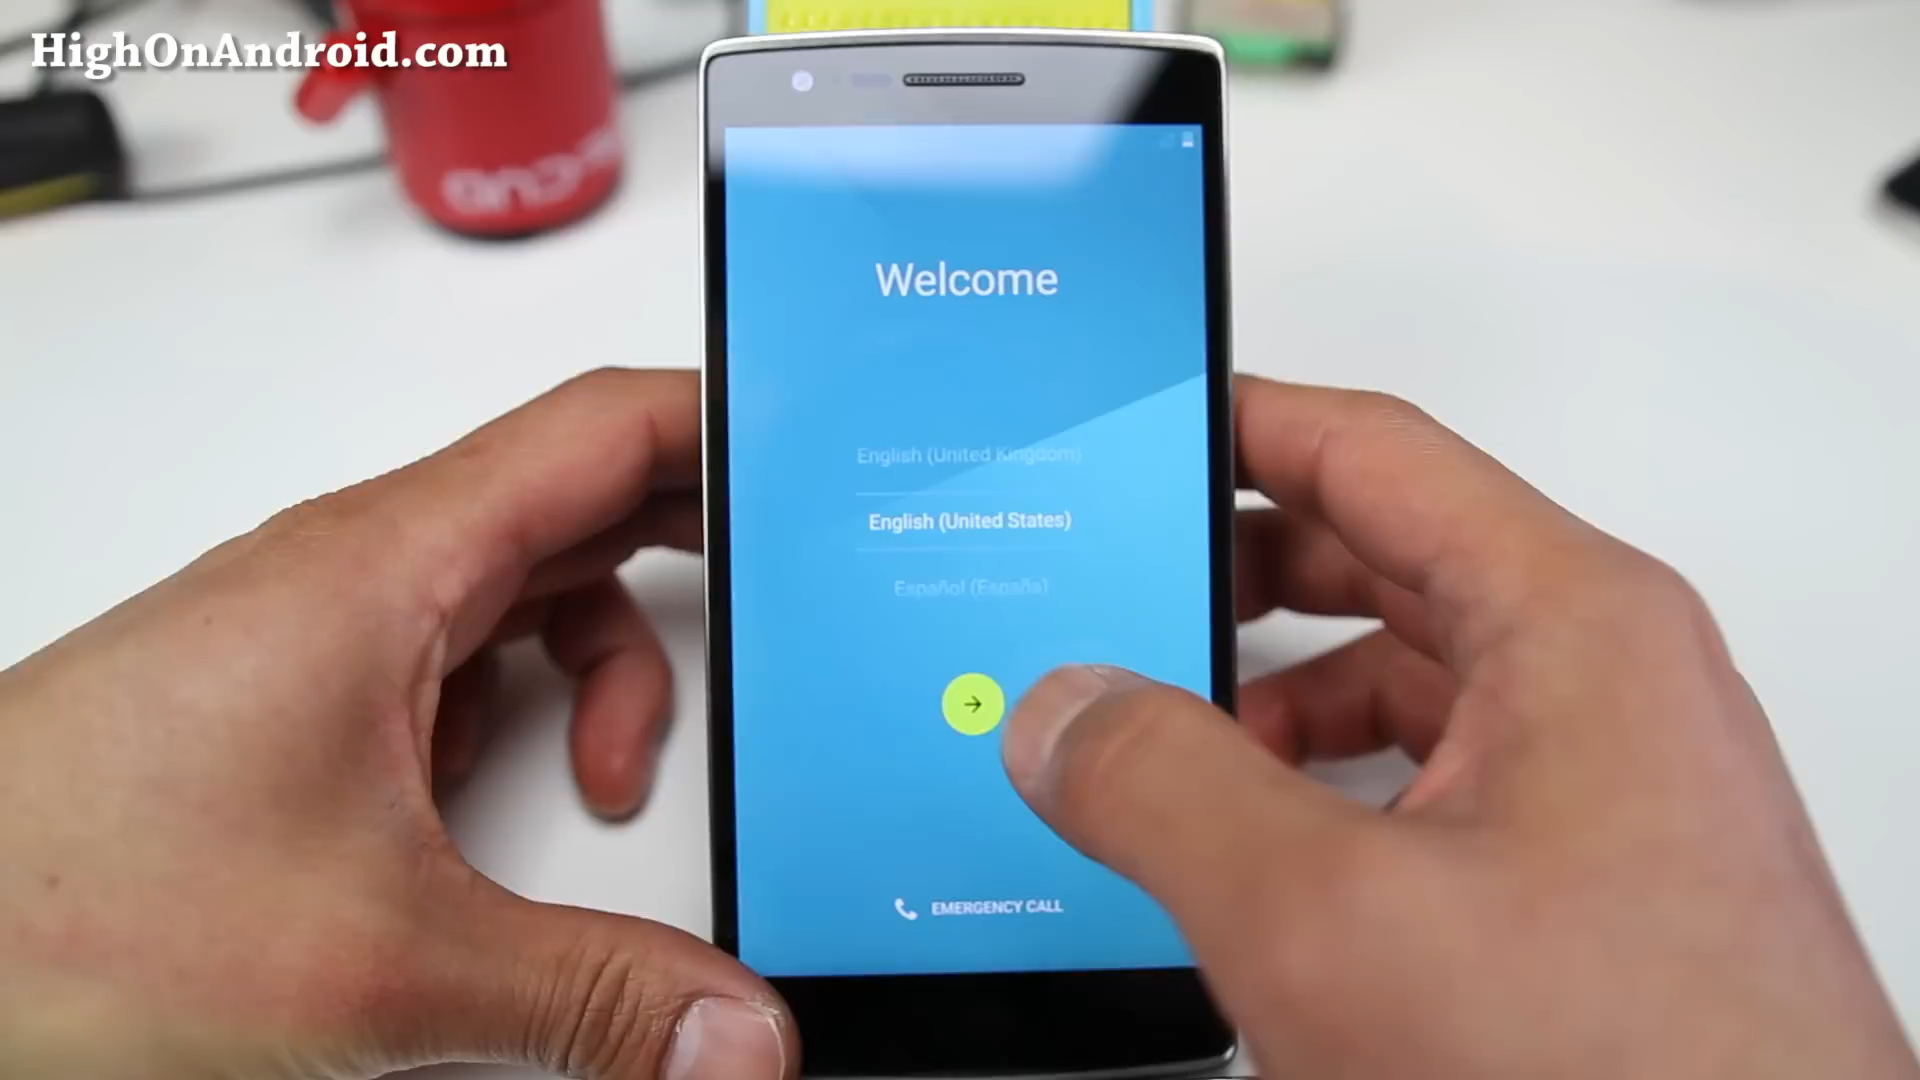 HighOnAndroid.com
Welcome
English (United Kingdom)
English (United States)
Español (España)
EMERGENCY CALL